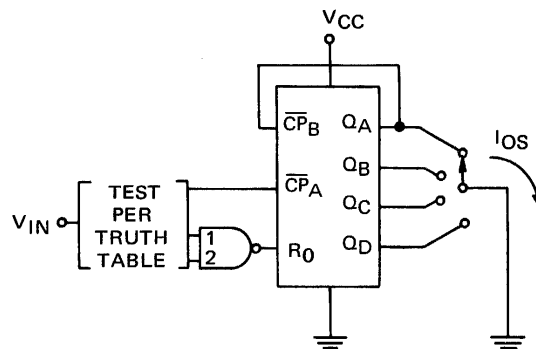 VCC
CPB
QA
IOS
QB
CPA
QC
VIN
TEST
PER
TRUTH
TABLE
1
2
R0
QD